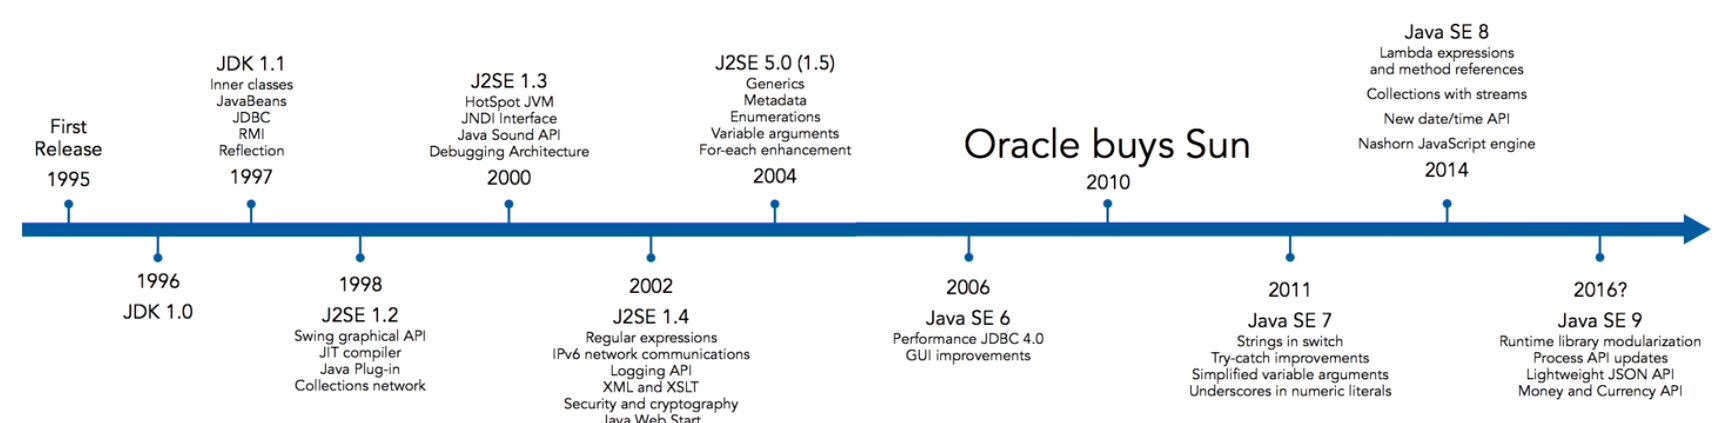 First
Release
1995
1996
JDK 1.0
JDK 1.1
Inner classes
JavaBeans
JDBC
RMI
Reflection
1997
1998
J2SE 1.2
Swing graphical API
JIT compiler
Java Plug-in
Collections network
J2SE 1.3
HotSpot JVM
JNDI Interface
Java Sound API
Debugging Architecture
2000
2002
J2SE 1.4
Regular expressions
IPv6 network communications
Logging API
XML and XSLT
Security and cryptography
Java Web Start
J2SE 5.0 (1.5)
Generics
Metadata
Enumerations
Variable arguments
For-each enhancement
2004
2006
Java SE 6
Performance JDBC 4.0
GUI improvements
Oracle buys Sun
2010
2011
Java SE 7
Strings in switch
Try-catch improvements
Simplified variable arguments
Underscores in numeric literals
Java SE 8
Lambda expressions
and method references
Collections with streams
New date/time API
Nashorn JavaScript engine
2014
2016?
Java SE 9
Runtime library modularization
Process API updates
Lightweight JSON API
Money and Currency API